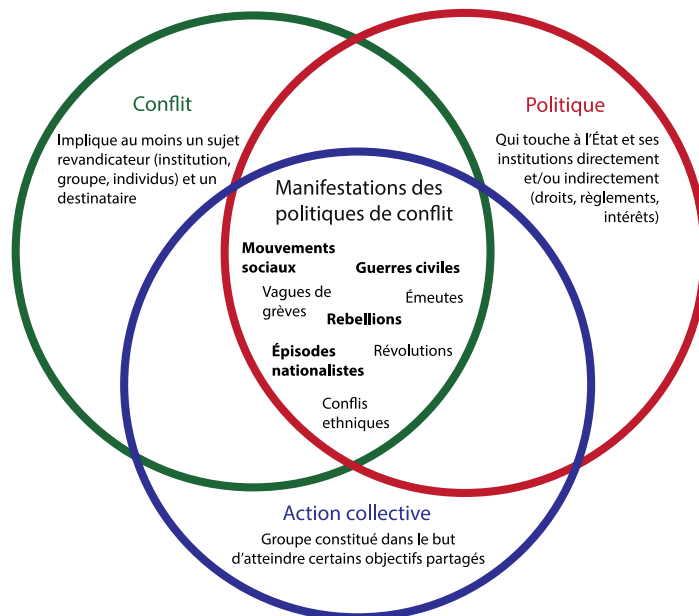 Conflit
Implique au moins un sujet
revandicateur (institution,
groupe, individus) et un
destinataire
Politique
Qui touche à l'État et ses
institutions directement
et/ou indirectement
(droits, règlements,
intérêts)
Manifestations des
politiques de conflit
Mouvements
sociaux
Guerres civiles
Vagues de
grèves
Émeutes
Rebellions
Épisodes
nationalistes
Révolutions
Conflis
ethniques
Action collective
Groupe constitué dans le but
d'atteindre certains objectifs partagés